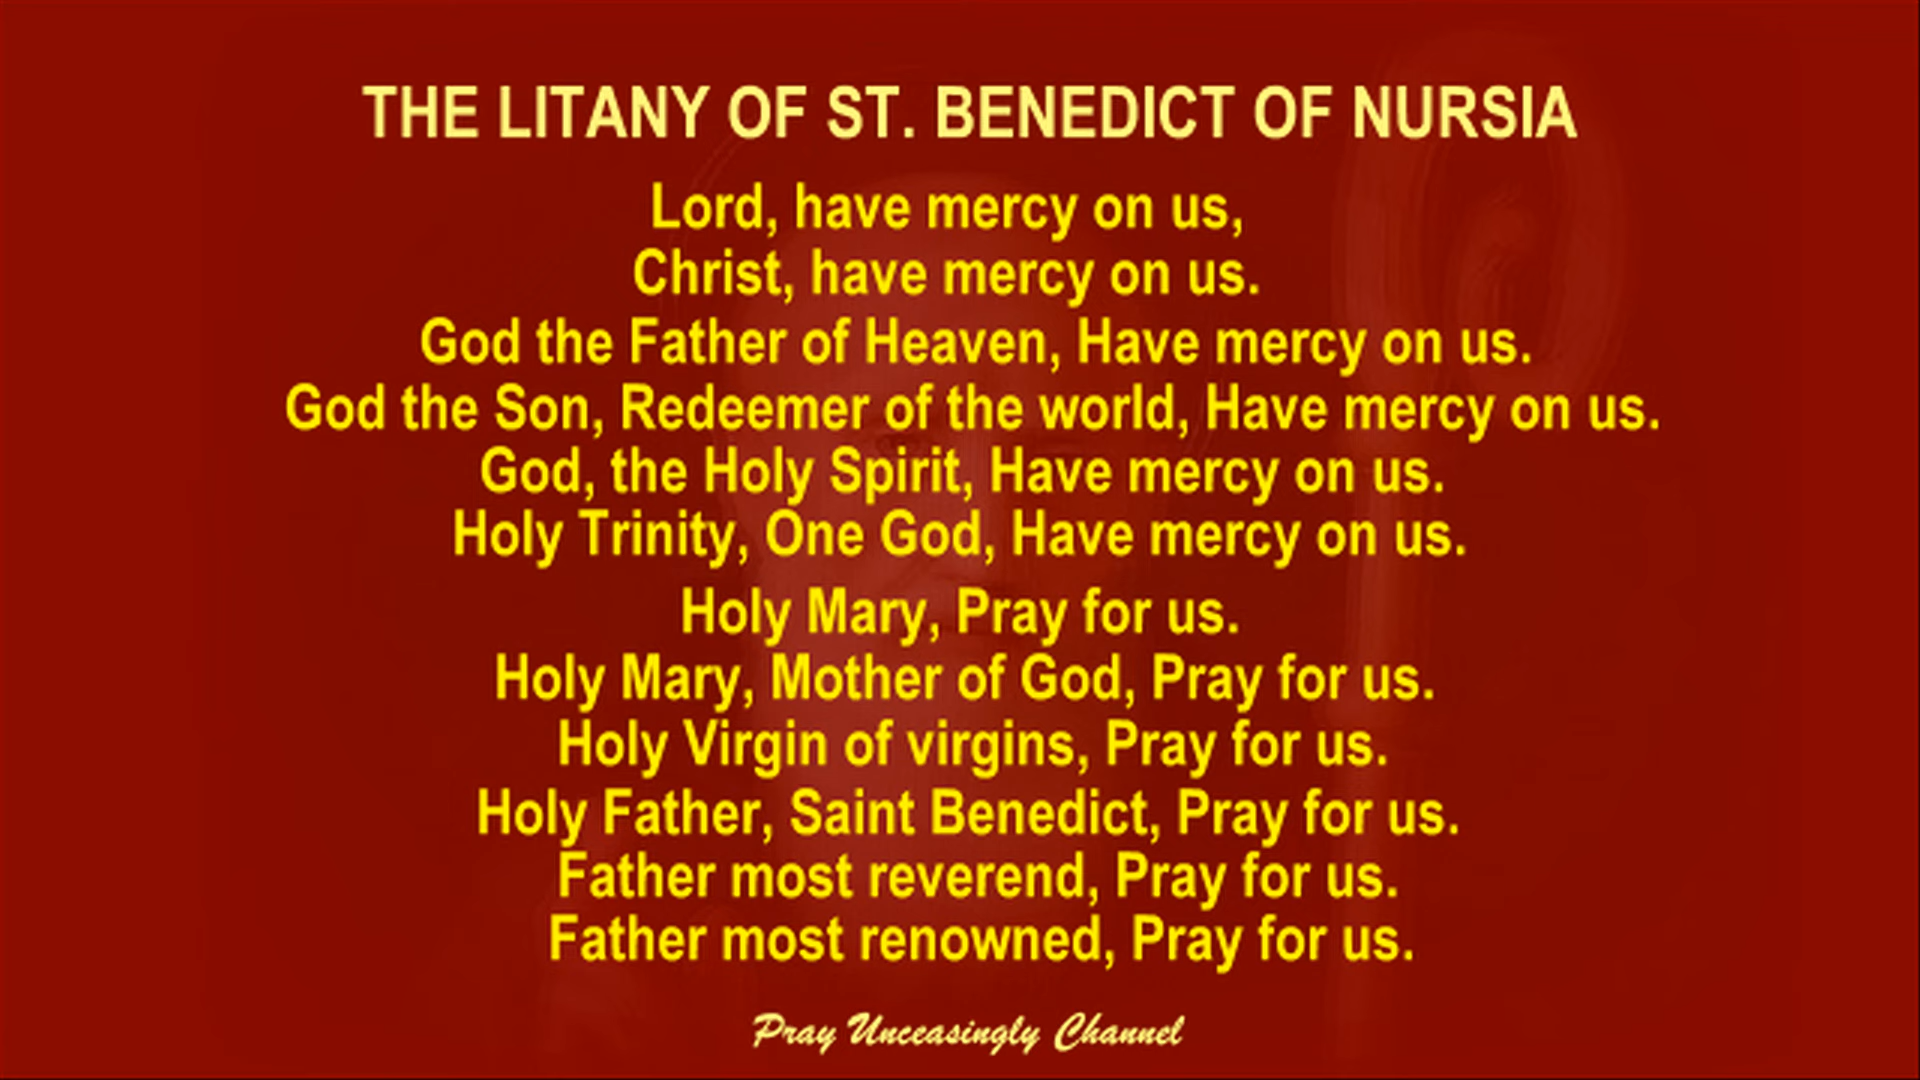 THE LITANY OF ST. BENEDICT OF NURSIA
Lord, have mercy on us,
Christ, have mercy on us.
God the Father of Heaven, Have mercy on us.
God the Son, Redeemer of the world, Have mercy on us.
God, the Holy Spirit, Have mercy on us.
Holy Trinity, One God, Have mercy on us.
Holy Mary, Pray for us.
Holy Mary, Mother of God, Pray for us.
Holy Virgin of virgins, Pray for us.
Holy Father, Saint Benedict, Pray for us.
Father most reverend, Pray for us.
Father most renowned, Pray for us.
Pray Unceasingly Channel